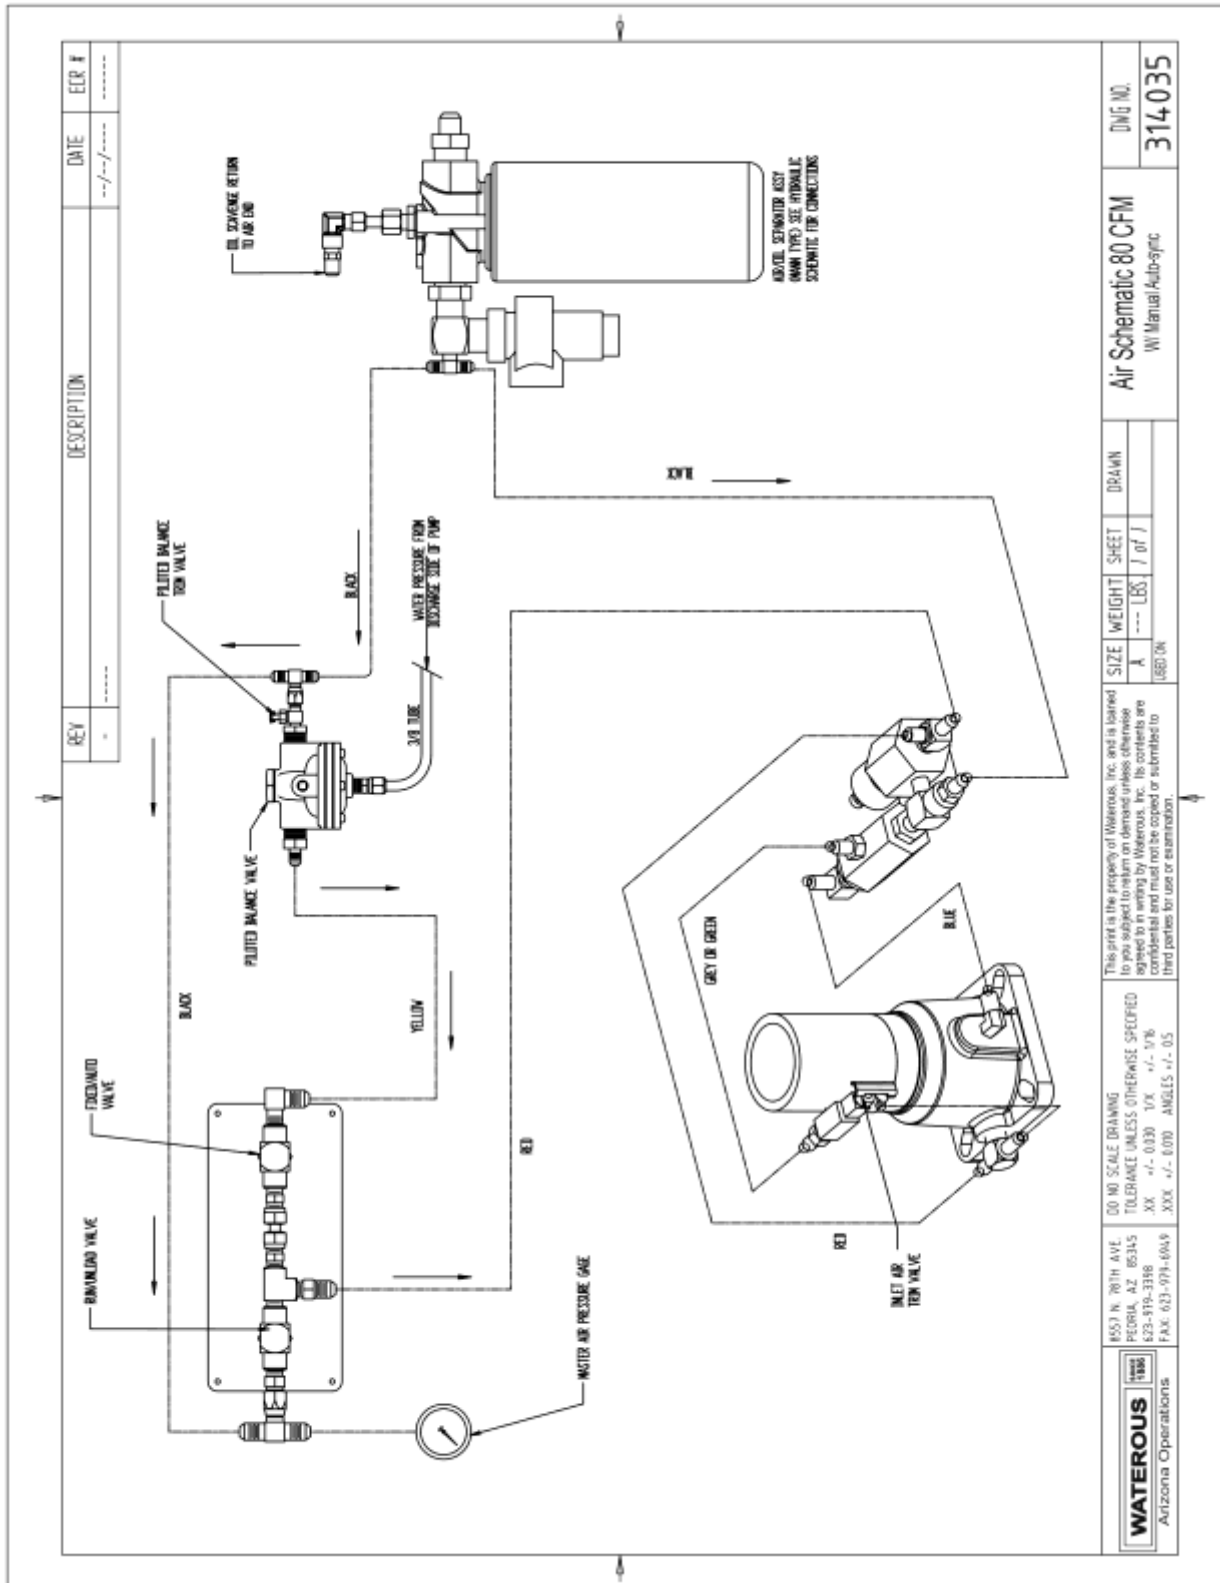 REV
DESCRIPTION
DATE
ECR #
-
-----
--/--/----
------
OIL SCAVENGE RETURN
TO AIR END
AIR/OIL SEPARATOR ASSY
(MANN TYPE) SEE HYDRAULIC
SCHEMATIC FOR CONNECTIONS
PILOTED BALANCE
TRIM VALVE
BLACK
WATER PRESSURE FROM
DISCHARGE SIDE OF PUMP
3/8 TUBE
BLACK
PILOTED BALANCE VALVE
BLACK
YELLOW
FIXED/AUTO
VALVE
RUN/UNLOAD VALVE
RED
MASTER AIR PRESSURE GAGE
GREY OR GREEN
BLUE
RED
INLET AIR
TRIM VALVE
WATEROUS
SINCE
1886
Arizona Operations
8557 N. 78TH AVE.
PEORIA, AZ 85345
623-979-3398
FAX: 623-979-6949
DO NO SCALE DRAWING
TOLERANCE UNLESS OTHERWISE SPECIFIED
.XX +/- 0.030 1/X +/- 1/16
.XXX +/- 0.010 ANGLES +/- 0.5
This print is the property of Waterous, Inc. and is loaned
to you subject to return on demand unless otherwise
agreed to in writing by Waterous, Inc. Its contents are
confidential and must not be copied or submitted to
third parties for use or examination.
SIZE
A
WEIGHT
--- LBS.
SHEET
1 of 1
DRAWN
USED ON
Air Schematic 80 CFM
W/ Manual Auto-sync
DWG NO.
314035